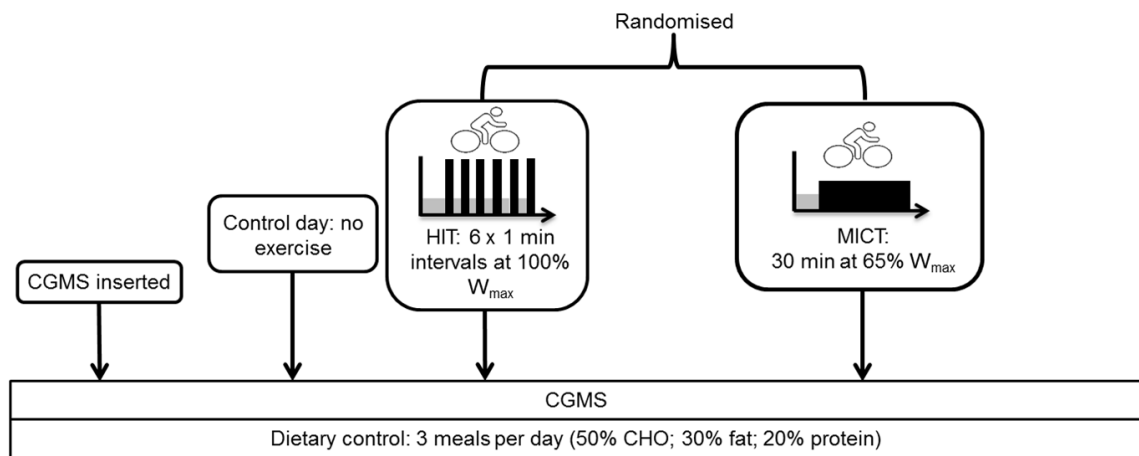 Randomised
CGMS inserted
Control day: no
exercise
HIT: 6 x 1 min
intervals at 100%
Wmax
MICT:
30 min at 65% Wmax
CGMS
Dietary control: 3 meals per day (50% CHO; 30% fat; 20% protein)